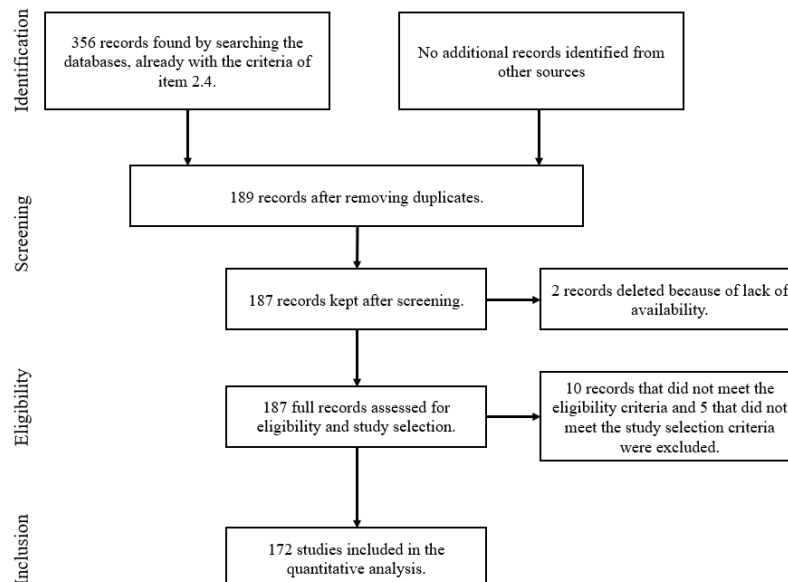 Identification
356 records found by searching the
databases, already with the criteria of
item 2.4.
No additional records identified from
other sources
Screening
189 records after removing duplicates.
187 records kept after screening.
2 records deleted because of lack of
availability.
Eligibility
187 full records assessed for
eligibility and study selection.
10 records that did not meet the
eligibility criteria and 5 that did not
meet the study selection criteria
were excluded.
Inclusion
172 studies included in the
quantitative analysis.